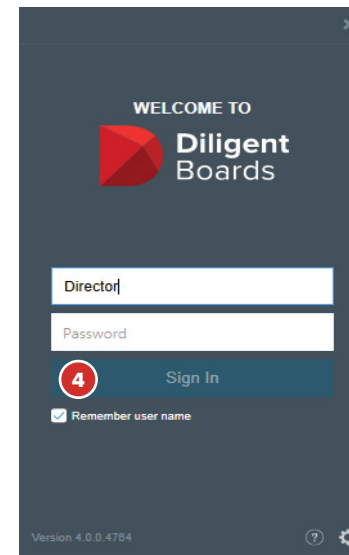 WELCOME TO
Diligent
Boards
Director
Password
4
Sign In
Remember user name
Version 4.0.0.4764
?